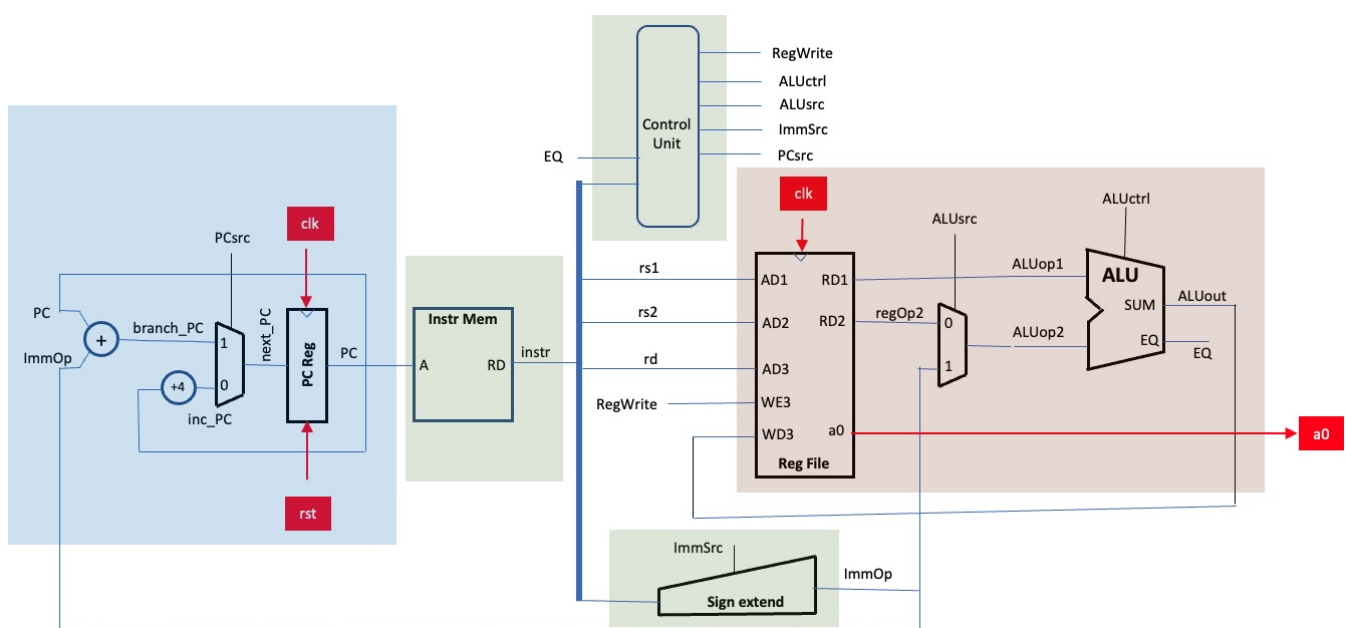 RegWrite
ALUctrl
ALUsrc
ImmSrc
PCsrc
Control
Unit
EQ
clk
PCsrc
PC
ImmOp
+
branch_PC
1
0
+4
inc_PC
next_PC
PC Reg
PC
rst
Instr Mem
A
RD
instr
rs1
rs2
rd
RegWrite
clk
AD1
RD1
AD2
RD2
AD3
WE3
WD3
a0
Reg File
regOp2
ALUsrc
0
1
ALUop1
ALUop2
ALUctrl
ALU
SUM
EQ
ALUout
EQ
a0
ImmSrc
Sign extend
ImmOp